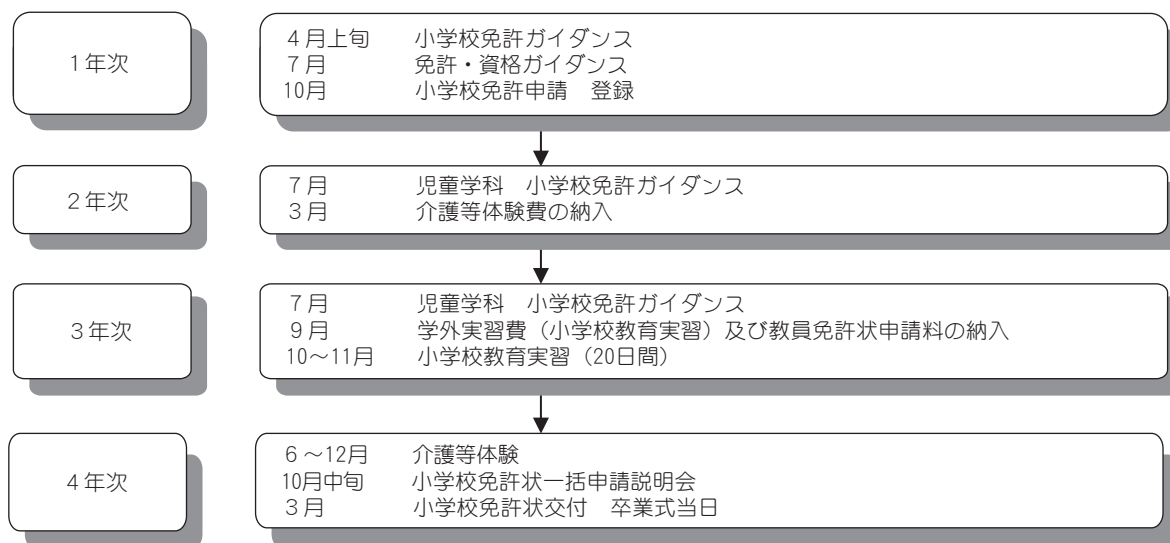 1年次
4月上旬 小学校免許ガイダンス
7月 免許・資格ガイダンス
10月 小学校免許申請 登録
2年次
7月 児童学科 小学校免許ガイダンス
3月 介護等体験費の納入
3年次
7月 児童学科 小学校免許ガイダンス
9月 学外実習費（小学校教育実習）及び教員免許状申請料の納入
10～11月 小学校教育実習（20日間）
4年次
6～12月 介護等体験
10月中旬 小学校免許状一括申請説明会
3月 小学校免許状交付 卒業式当日